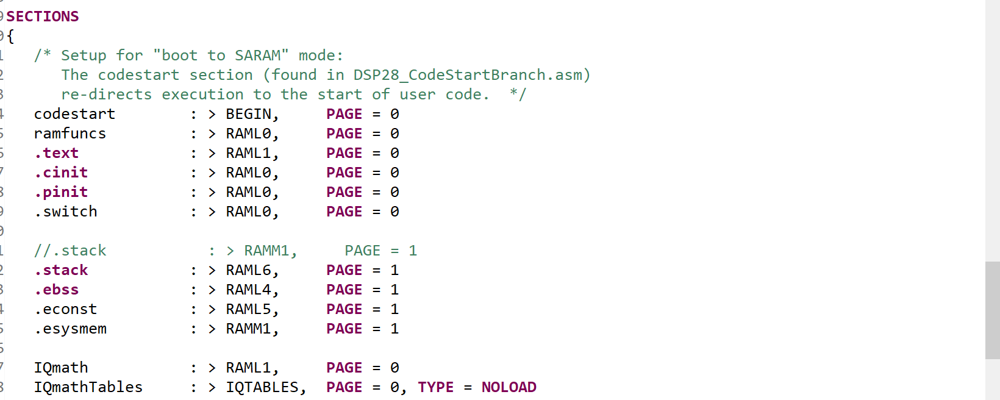 SECTIONS
{
/* Setup for "boot to SARAM" mode:
The codestart section (found in DSP28_CodeStartBranch.asm)
re-directs execution to the start of user code.  */
codestart : > BEGIN, PAGE = 0
ramfuncs : > RAML0, PAGE = 0
.text : > RAML1, PAGE = 0
.cinit : > RAML0, PAGE = 0
.pinit : > RAML0, PAGE = 0
.switch : > RAML0, PAGE = 0
//.stack : > RAMM1, PAGE = 1
.stack : > RAML6, PAGE = 1
.ebss : > RAML4, PAGE = 1
.econst : > RAML5, PAGE = 1
.esysmem : > RAMM1, PAGE = 1
IQmath : > RAML1, PAGE = 0
IQmathTables : > IQTABLES, PAGE = 0, TYPE = NOLOAD